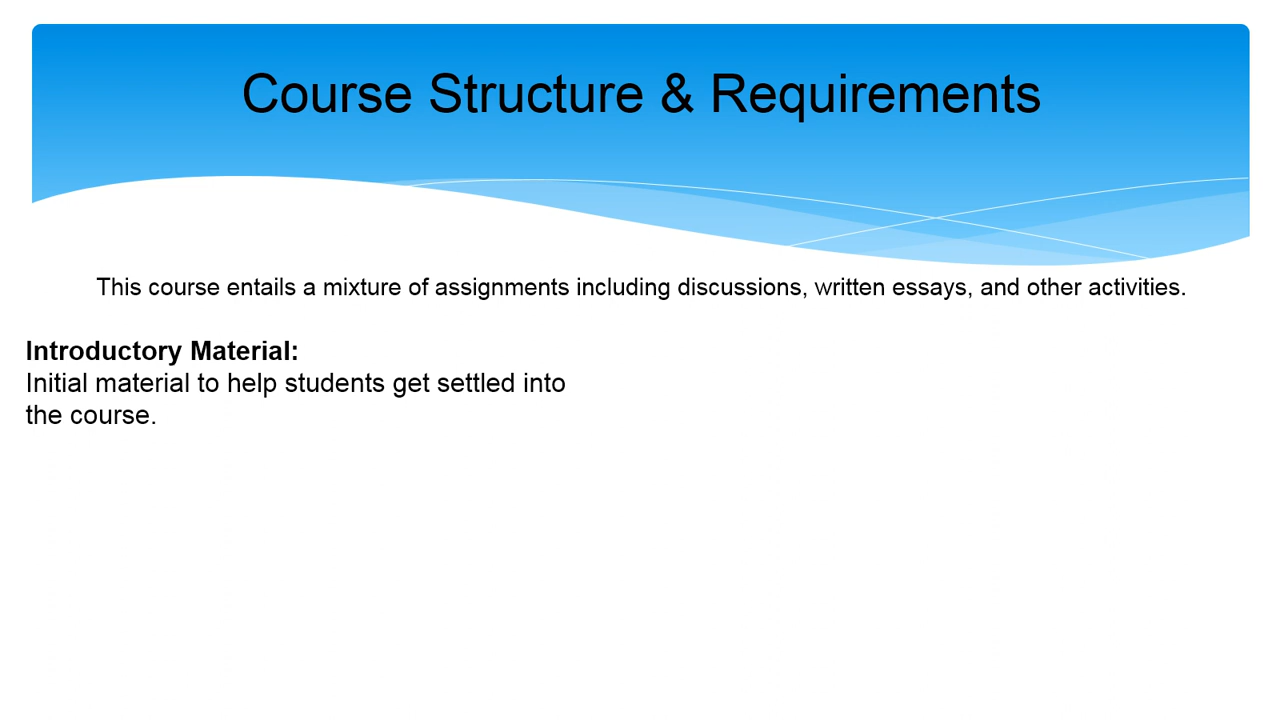 Course Structure & Requirements
This course entails a mixture of assignments including discussions, written essays, and other activities.
Introductory Material:
Initial material to help students get settled into
the course.